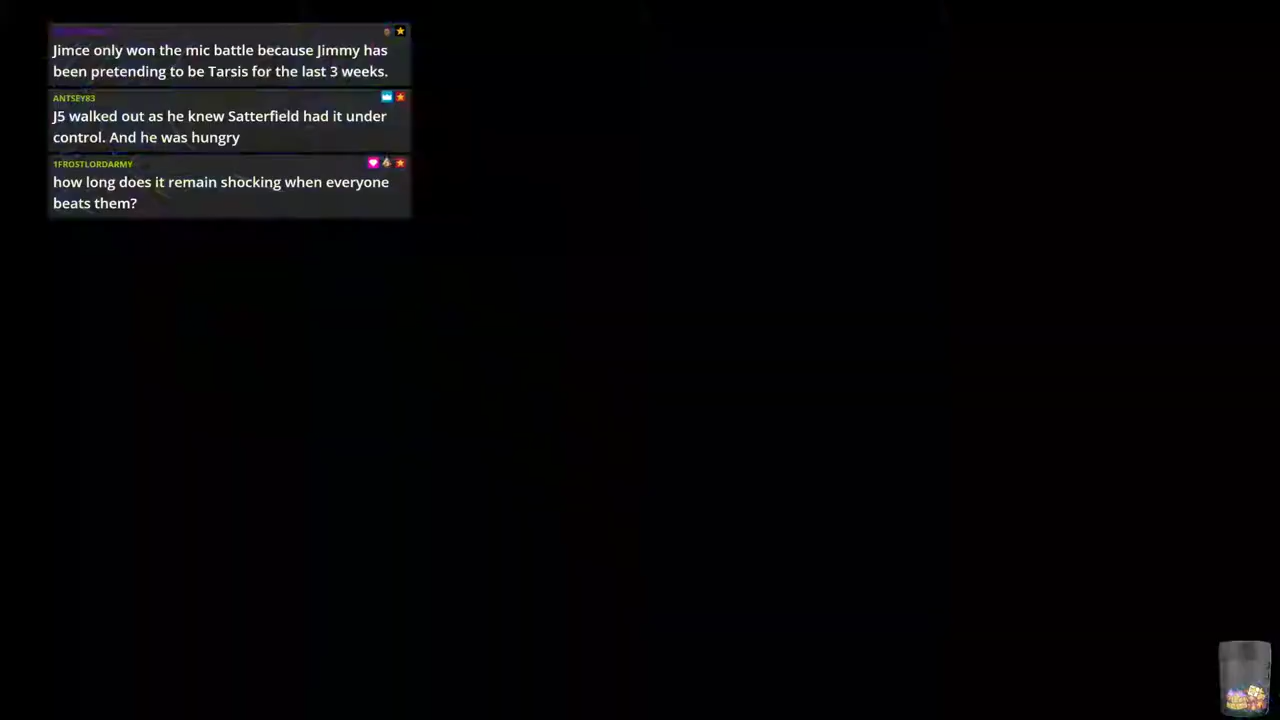 Jimce only won the mic battle because Jimmy has
been pretending to be Tarsis for the last 3 weeks.
ANTSEY83
J5 walked out as he knew Satterfield had it under
control. And he was hungry
1FROSTLORDARMY
how long does it remain shocking when everyone
beats them?